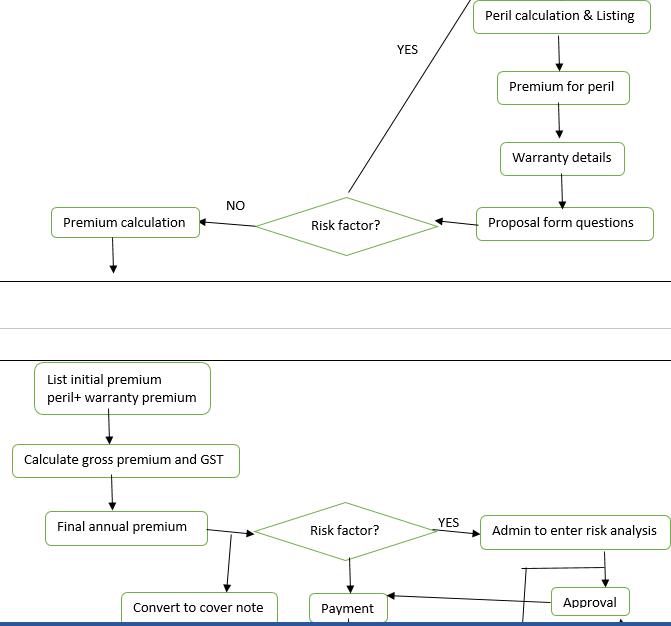 Peril calculation & Listing
YES
Premium for peril
Warranty details
NO
Premium calculation
Risk factor?
Proposal form questions
List initial premium
peril+ warranty premium
Calculate gross premium and GST
Final annual premium
Risk factor?
YES
Admin to enter risk analysis
Convert to cover note
Payment
Approval